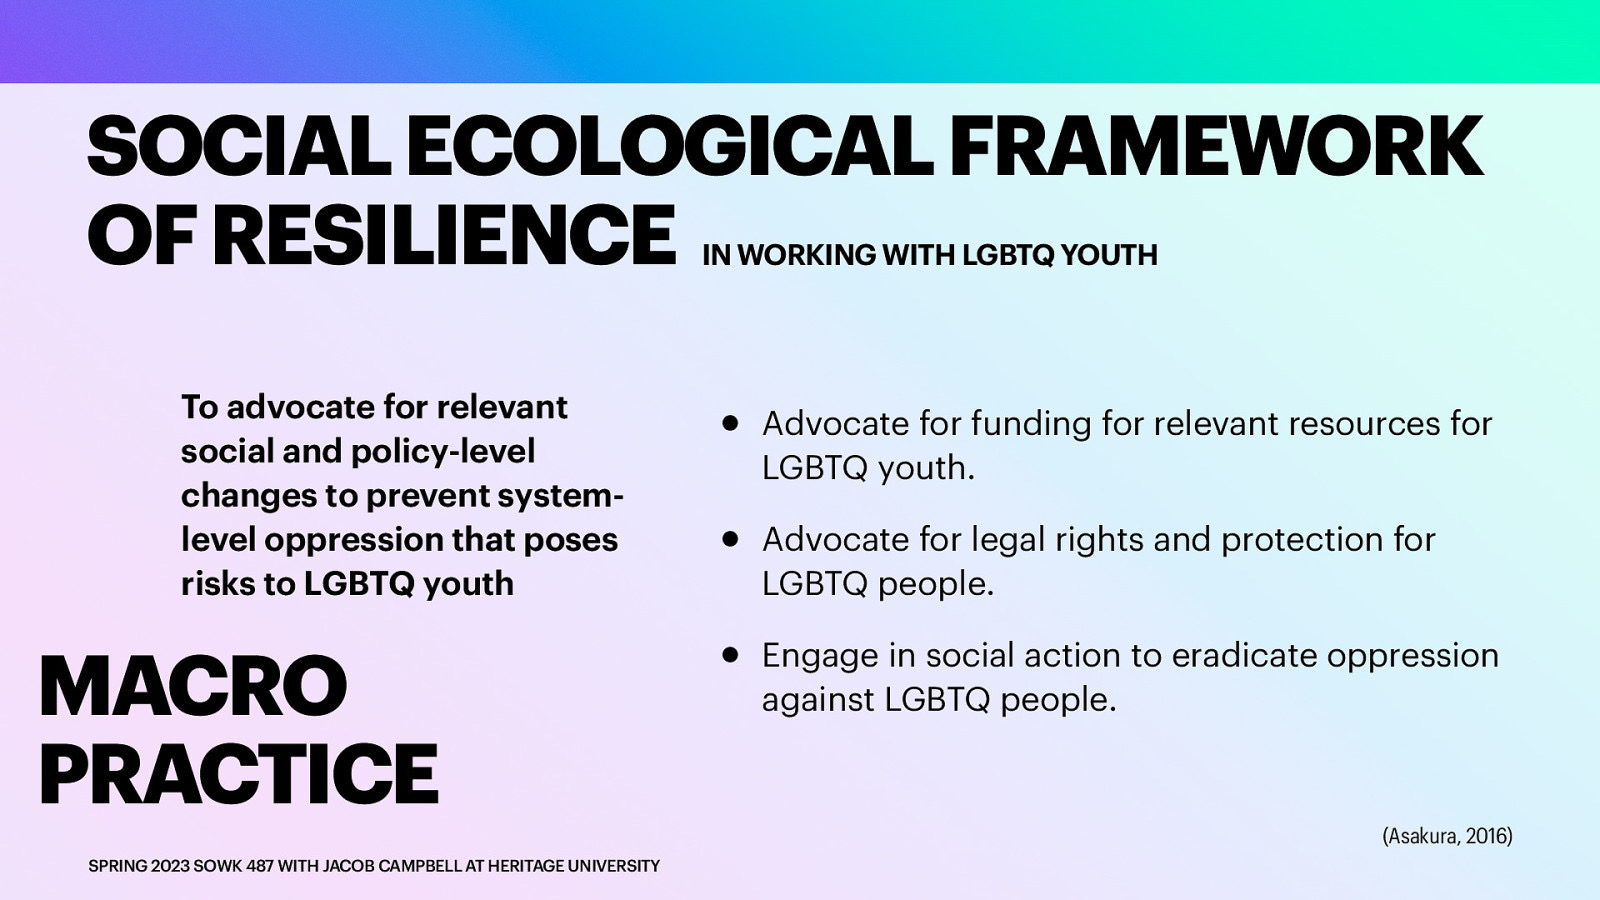 SOCIAL ECOLOGICAL FRAMEWORK
OF RESILIENCE IN WORKING WITH LGBTQ YOUTH
To advocate for relevant
social and policy-level
changes to prevent system-
level oppression that poses
risks to LGBTQ youth
MACRO
PRACTICE
● Advocate for funding for relevant resources for
LGBTQ youth.
● Advocate for legal rights and protection for
LGBTQ people.
● Engage in social action to eradicate oppression
against LGBTQ people.
(Asakura, 2016)
SPRING 2023 SOWK 487 WITH JACOB CAMPBELL AT HERITAGE UNIVERSITY